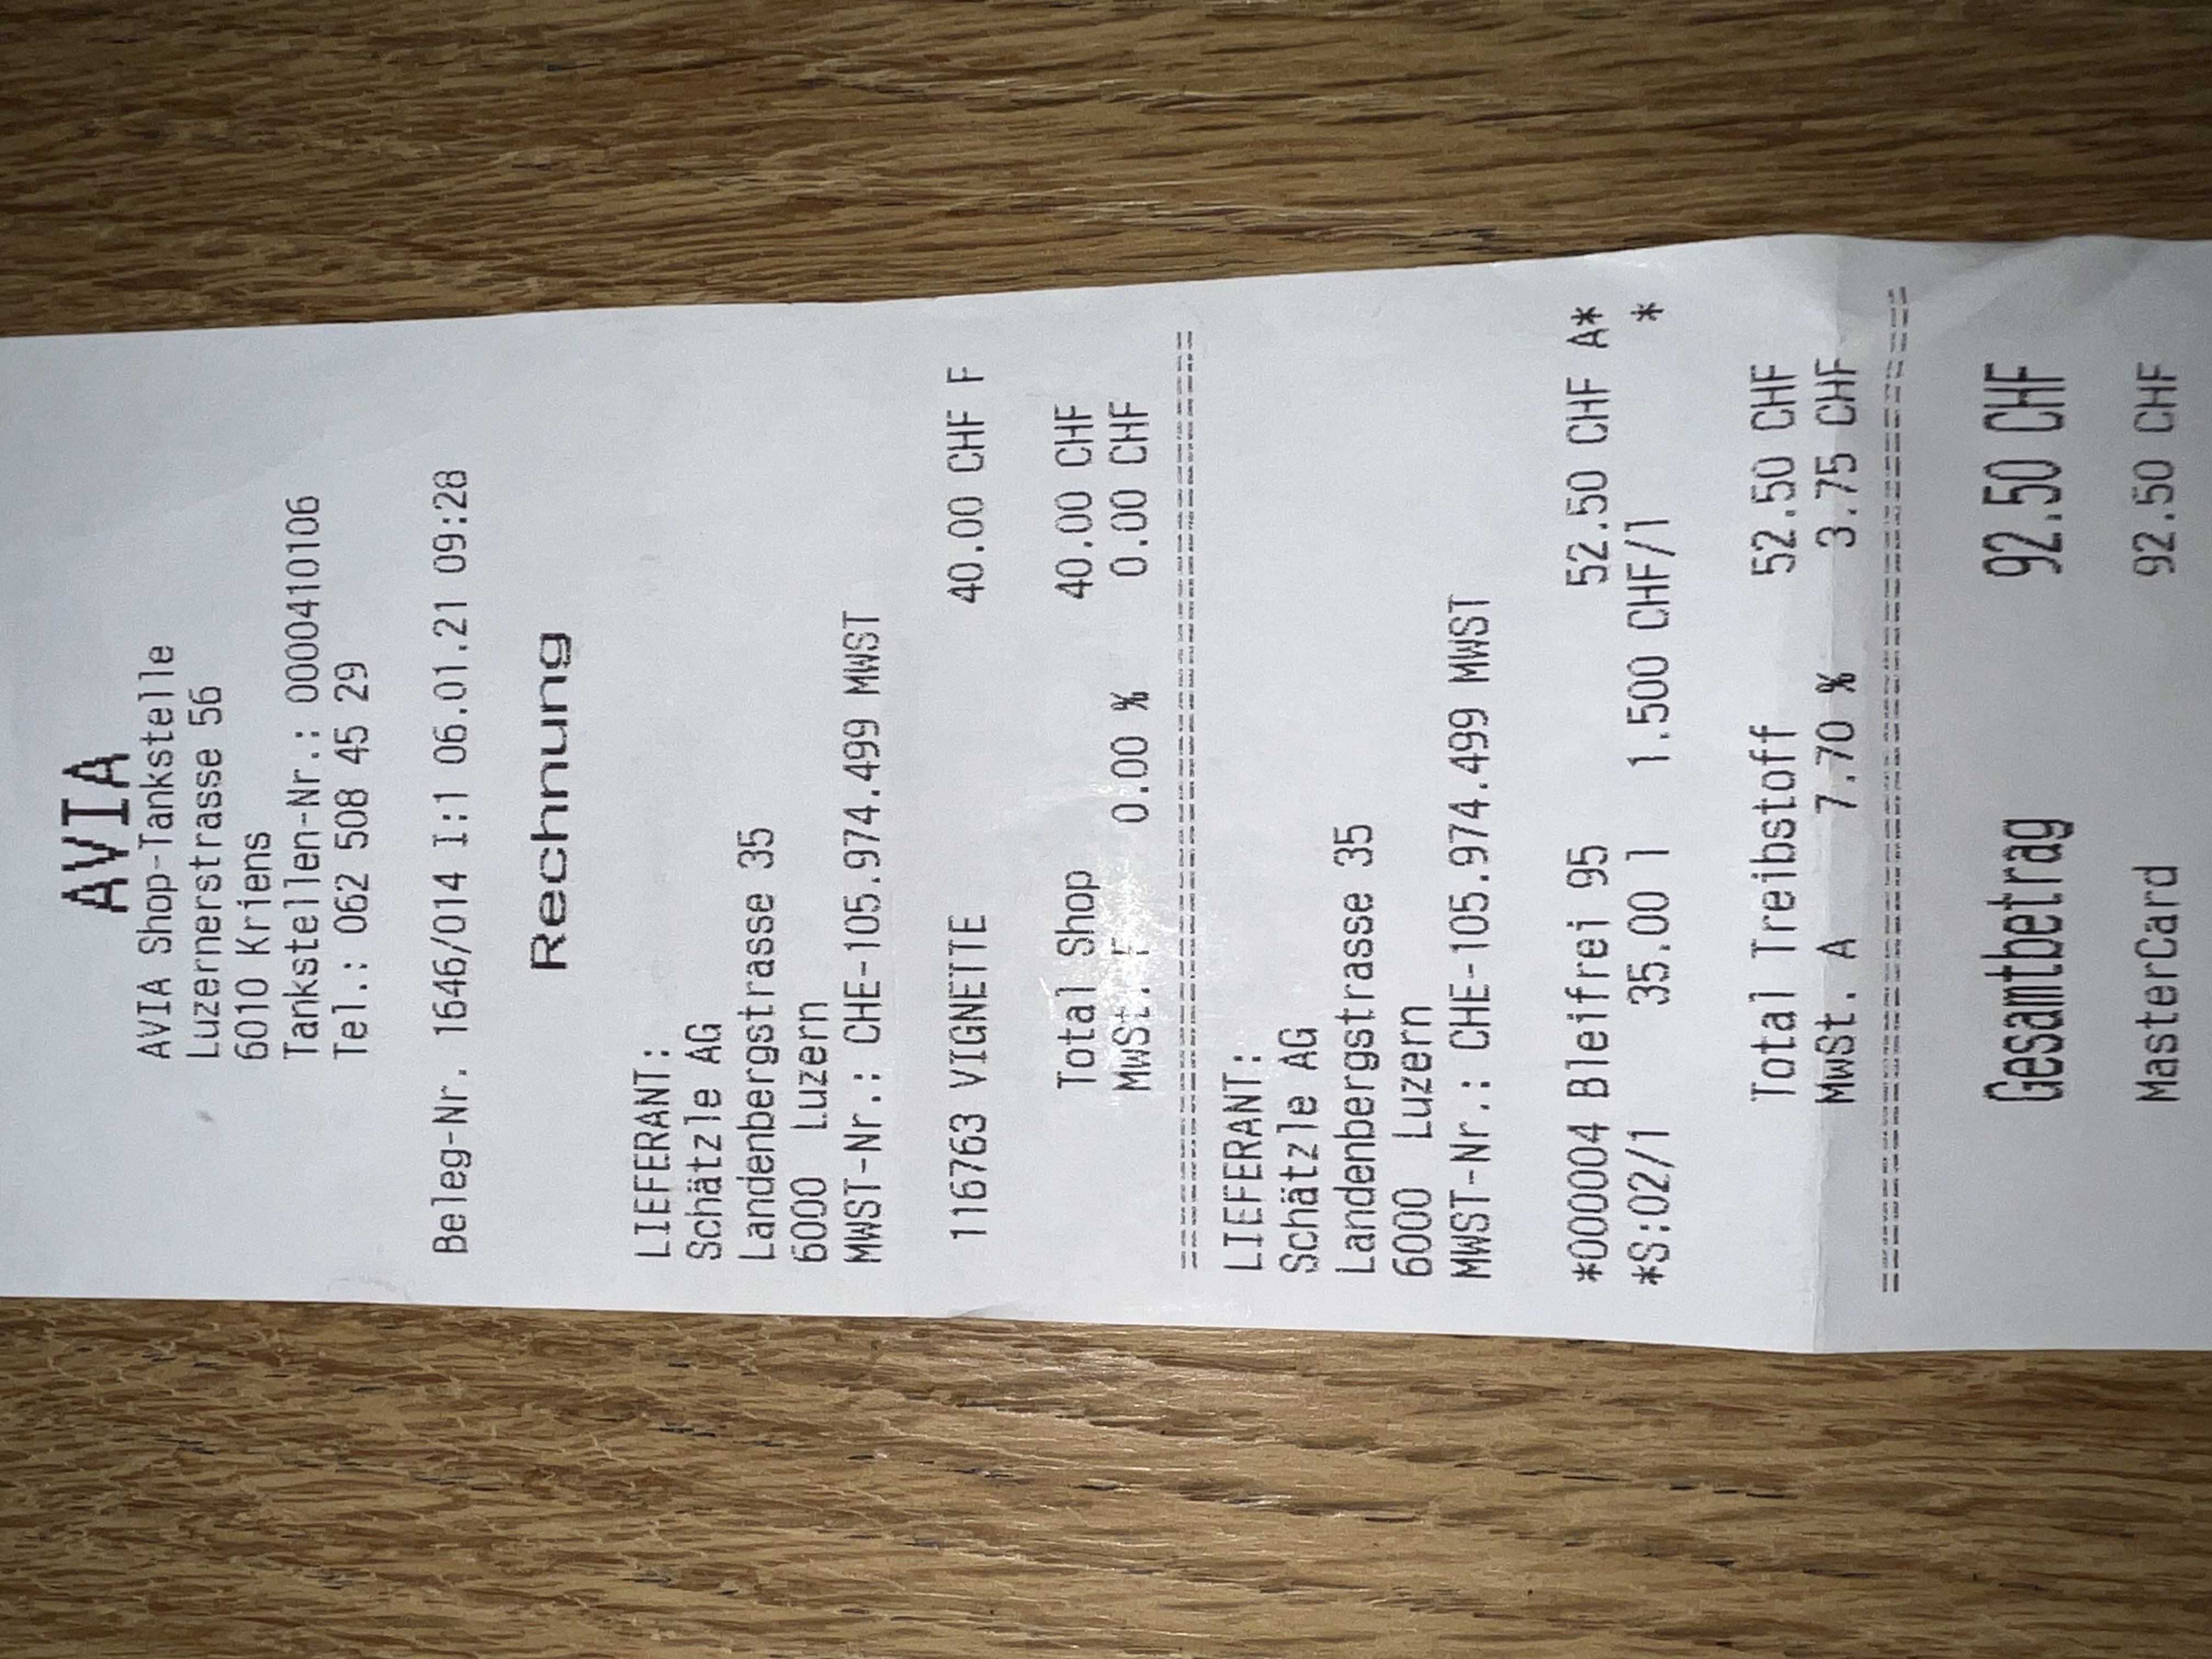 AVIA
AVIA Shop-Tankstelle
Luzernerstrasse 56
6010 Kriens
Tankstellen-Nr.: 0000410106
Tel.: 062 508 45 29
Beleg-Nr. 1646/014 I:1 06.01.21 09:28
Rechnung
LIEFERANT:
Schätzle AG
Landenbergstrasse 35
6000 Luzern
MWST-Nr.: CHE-105.974.499 MWST
116763 VIGNETTE 40.00 CHF F
Total Shop 40.00 CHF
MwSt. F 0.00 % 0.00 CHF
LIEFERANT:
Schätzle AG
Landenbergstrasse 35
6000 Luzern
MWST-Nr.: CHE-105.974.499 MWST
*000004 Bleifrei 95 52.50 CHF A*
*S:02/1 35.00 l 1.500 CHF/l *
Total Treibstoff 52.50 CHF
MwSt. A 7.70 % 3.75 CHF
Gesamtbetrag 92.50 CHF
MasterCard 92.50 CHF